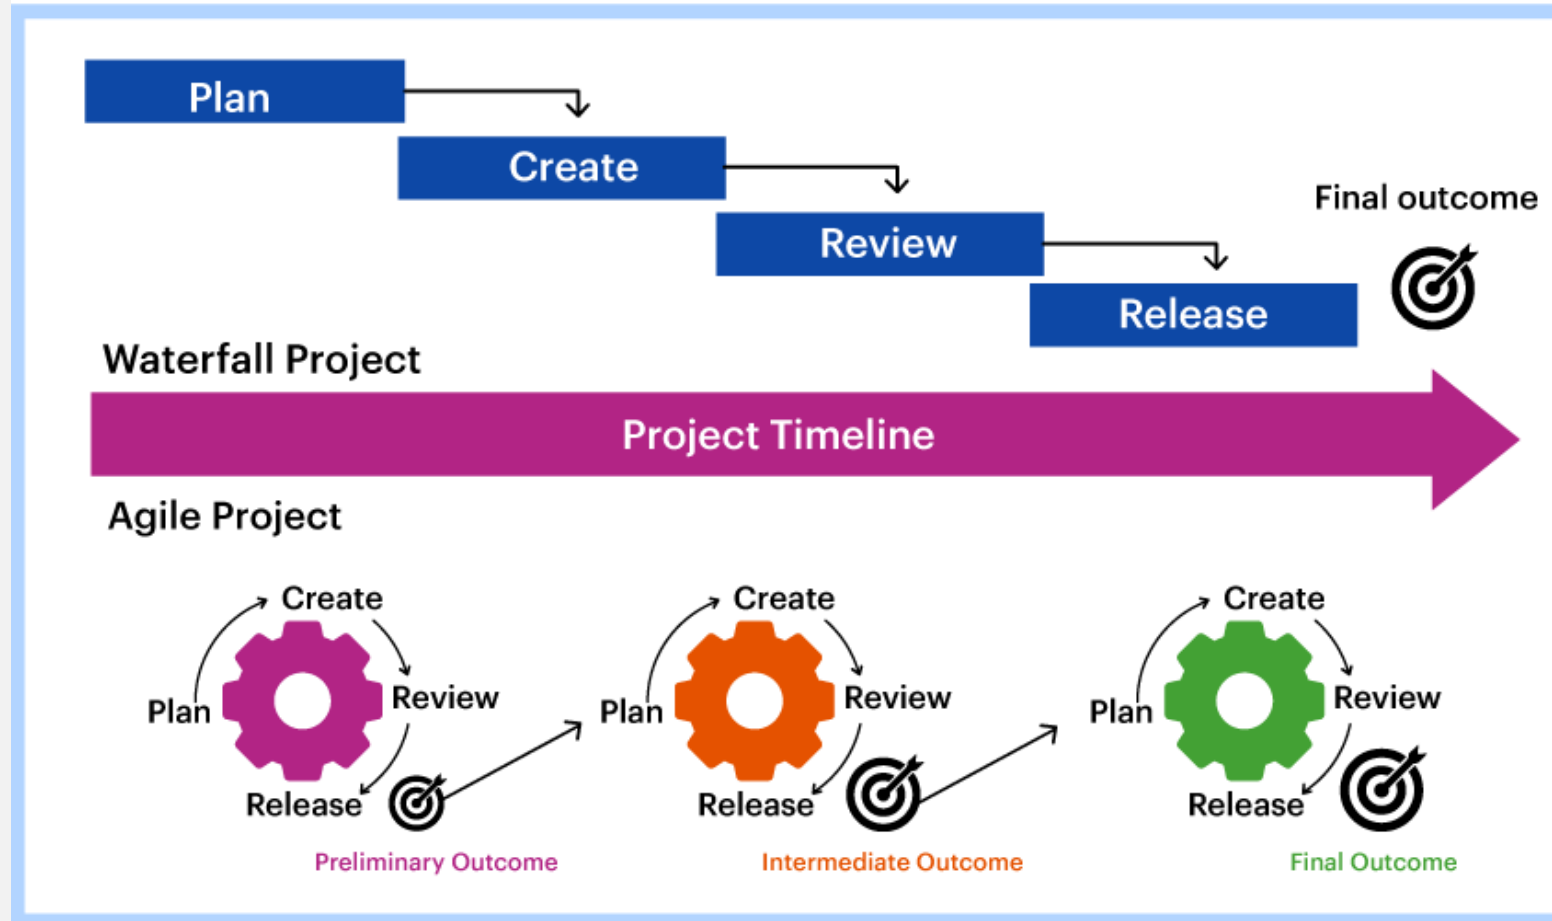 Plan
Create
Review
Release
Final outcome
Waterfall Project
Project Timeline
Agile Project
Create
Plan
Review
Release
Preliminary Outcome
Create
Plan
Review
Release
Intermediate Outcome
Create
Plan
Review
Release
Final Outcome